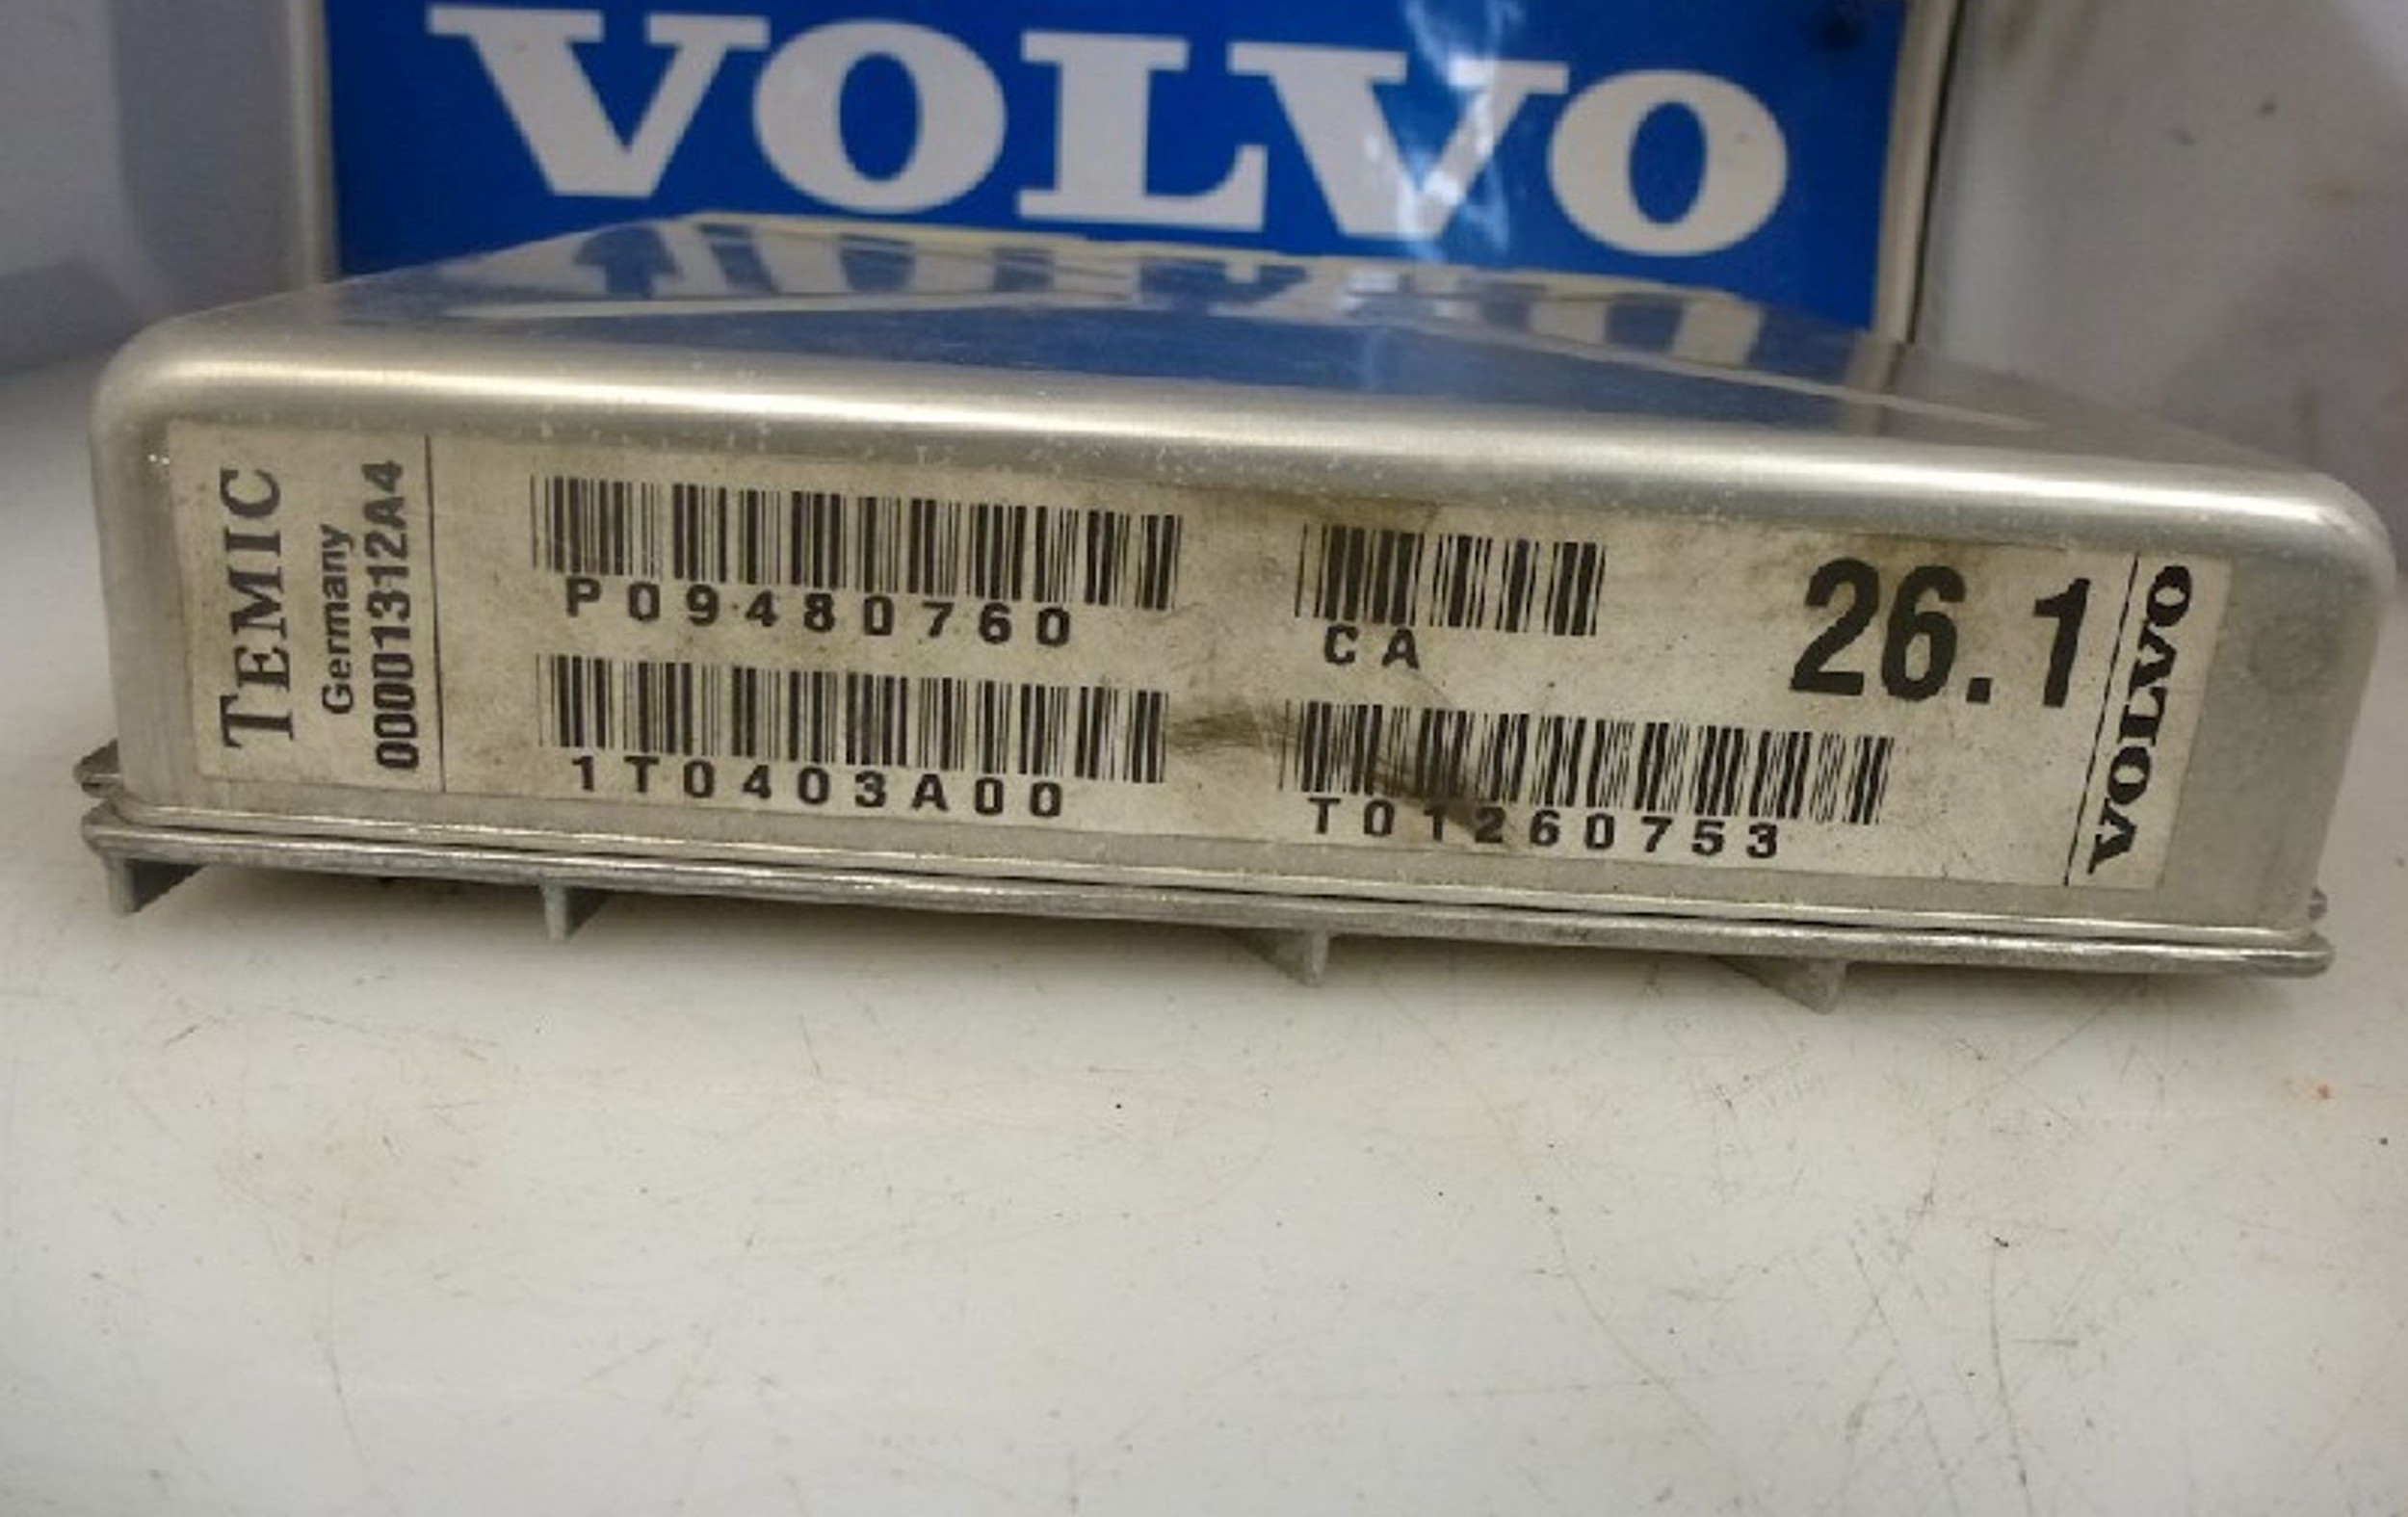 VOLVO
TEMIC
Germany
00001312A4
P09480760
CA
26.1
1T0403A00
T01260753
VOLVO